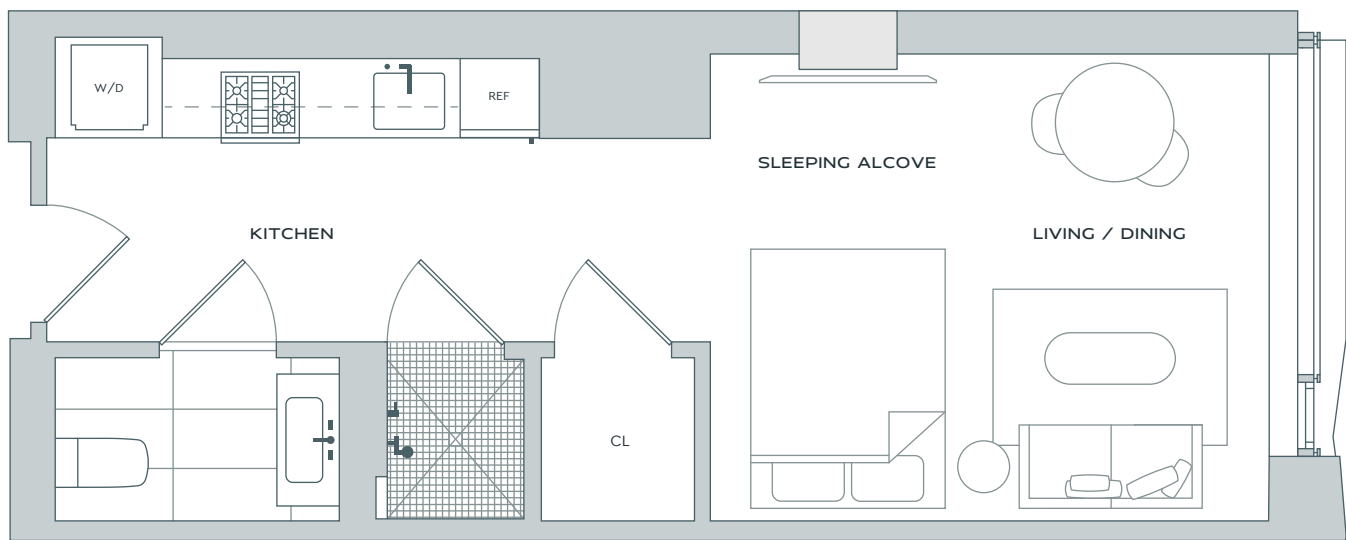 W/D
REF
SLEEPING ALCOVE
KITCHEN
LIVING / DINING
CL